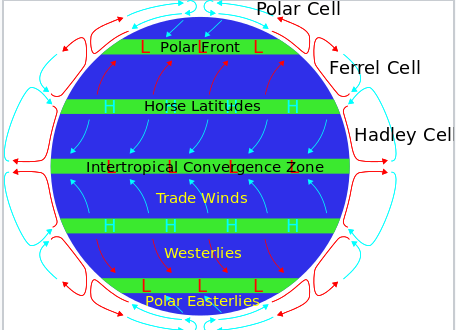 Polar Cell
L Polar Front L L
Ferrel Cell
H Horse Latitudes H H
Hadley Cell
L Intertropical Convergence Zone L L L
Trade Winds
H H H H
Westerlies
L L L
Polar Easterlies